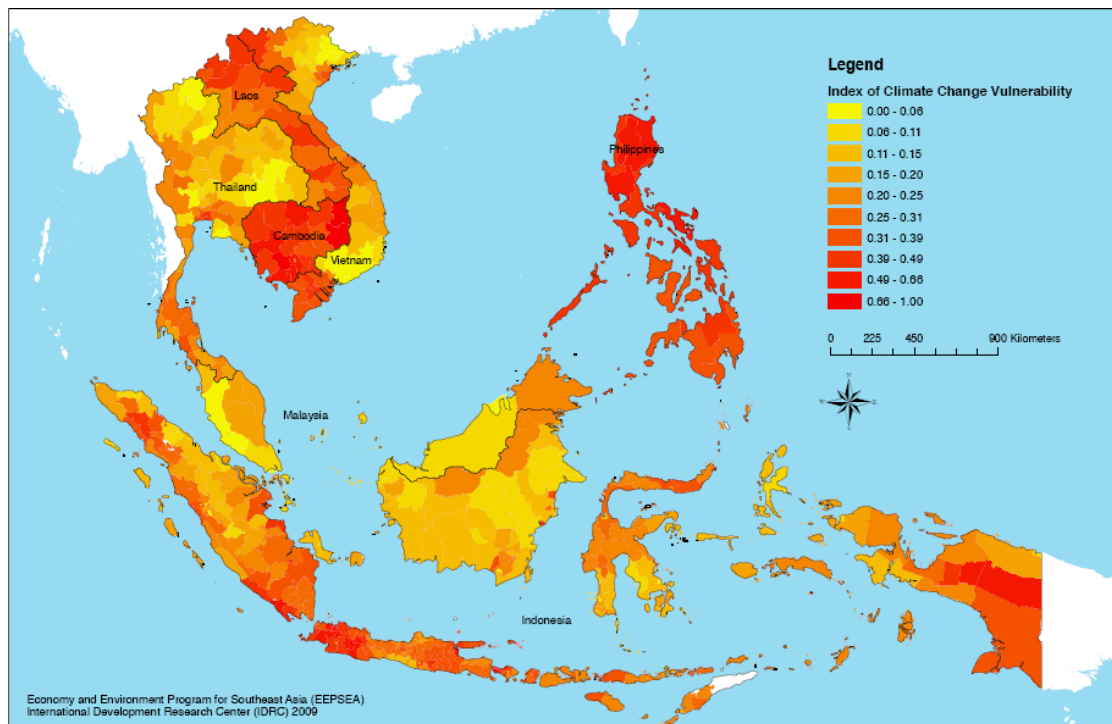 Legend
Index of Climate Change Vulnerability
0.00 - 0.06
0.06 - 0.11
0.11 - 0.15
0.15 - 0.20
0.20 - 0.25
0.25 - 0.31
0.31 - 0.39
0.39 - 0.49
0.49 - 0.66
0.66 - 1.00
0 225 450 900 Kilometers
N
W E
S
Laos
Philippines
Thailand
Cambodia
Vietnam
Malaysia
Indonesia
Economy and Environment Program for Southeast Asia (EEPSEA)
International Development Research Center (IDRC) 2009